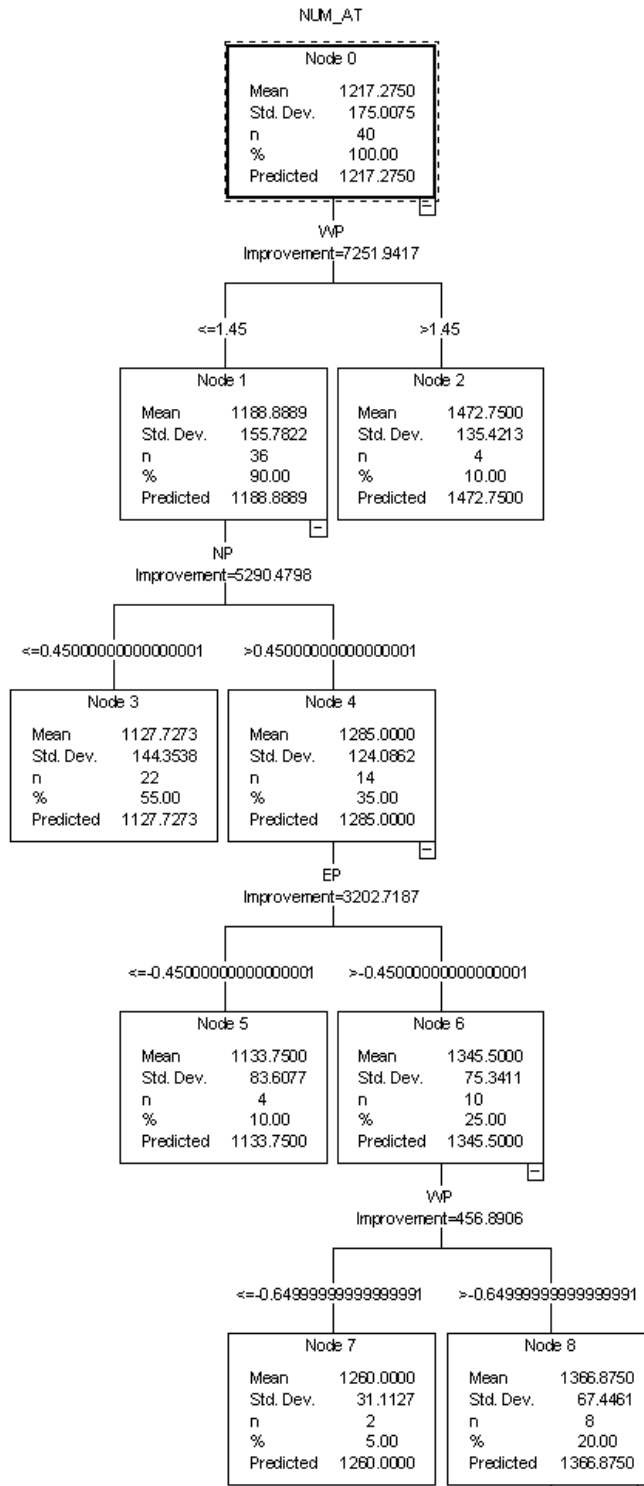 NUM_AT
Node 0
Mean 1217.2750
Std. Dev. 175.0075
n 40
% 100.00
Predicted 1217.2750
WP
Improvement=7251.9417
<=1.45 >1.45
Node 1
Mean 1188.8889
Std. Dev. 155.7822
n 36
% 90.00
Predicted 1188.8889
Node 2
Mean 1472.7500
Std. Dev. 135.4213
n 4
% 10.00
Predicted 1472.7500
NP
Improvement=5290.4798
<=0.45000000000000001 >0.45000000000000001
Node 3
Mean 1127.7273
Std. Dev. 144.3538
n 22
% 55.00
Predicted 1127.7273
Node 4
Mean 1285.0000
Std. Dev. 124.0862
n 14
% 35.00
Predicted 1285.0000
EP
Improvement=3202.7187
<=-0.45000000000000001 >-0.45000000000000001
Node 5
Mean 1133.7500
Std. Dev. 83.6077
n 4
% 10.00
Predicted 1133.7500
Node 6
Mean 1345.5000
Std. Dev. 75.3411
n 10
% 25.00
Predicted 1345.5000
WP
Improvement=456.8906
<=-0.64999999999999991 >-0.64999999999999991
Node 7
Mean 1260.0000
Std. Dev. 31.1127
n 2
% 5.00
Predicted 1260.0000
Node 8
Mean 1366.8750
Std. Dev. 67.4461
n 8
% 20.00
Predicted 1366.8750